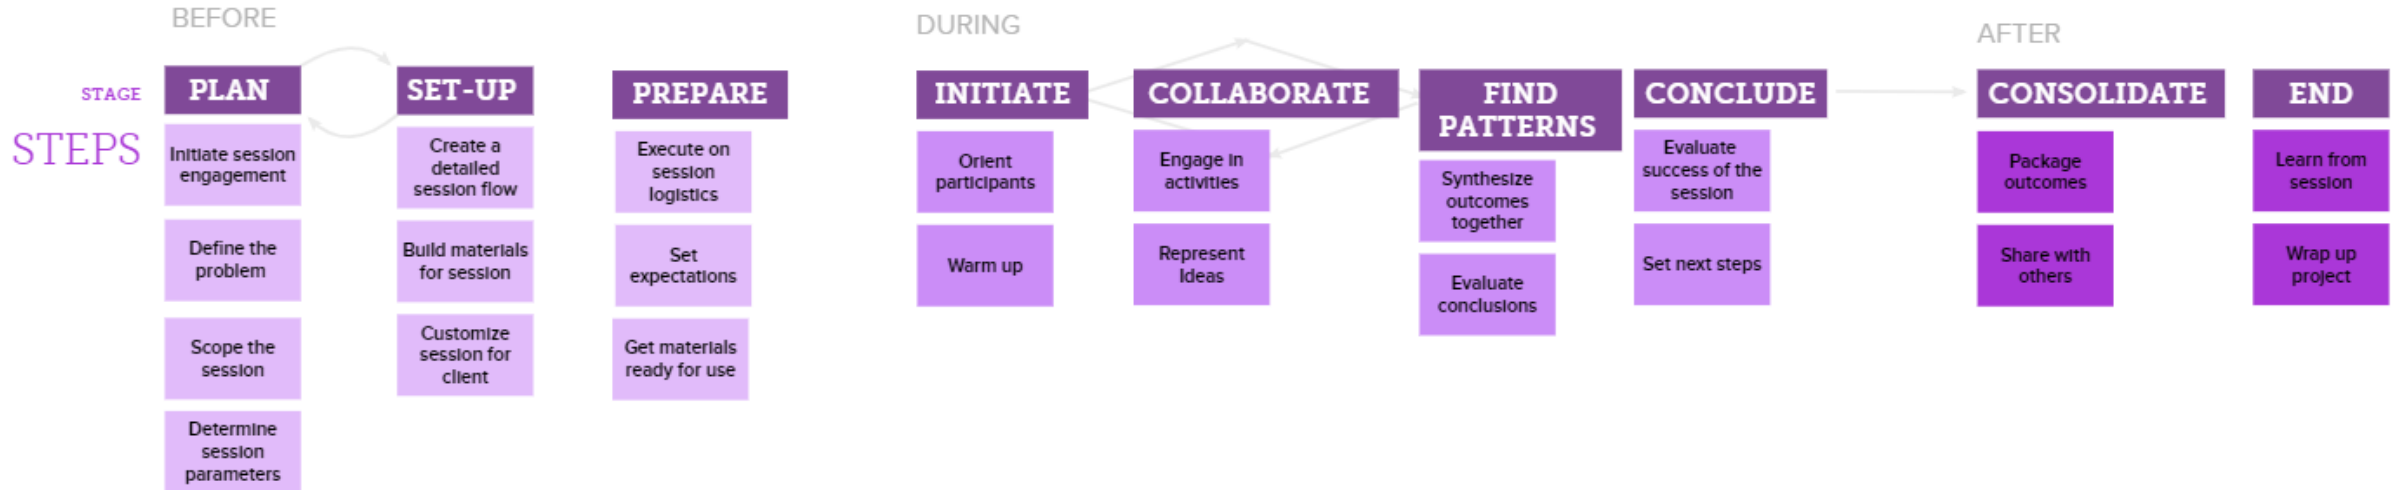 BEFORE
DURING
AFTER
STAGE
PLAN
SET-UP
PREPARE
INITIATE
COLLABORATE
FIND
PATTERNS
CONCLUDE
CONSOLIDATE
END
STEPS
Initiate session
engagement
Define the
problem
Scope the
session
Determine
session
parameters
Create a
detailed
session flow
Build materials
for session
Customize
session for
client
Execute on
session
logistics
Set
expectations
Get materials
ready for use
Orient
participants
Warm up
Engage in
activities
Represent
Ideas
Synthesize
outcomes
together
Evaluate
conclusions
Evaluate
success of the
session
Set next steps
Package
outcomes
Share with
others
Learn from
session
Wrap up
project